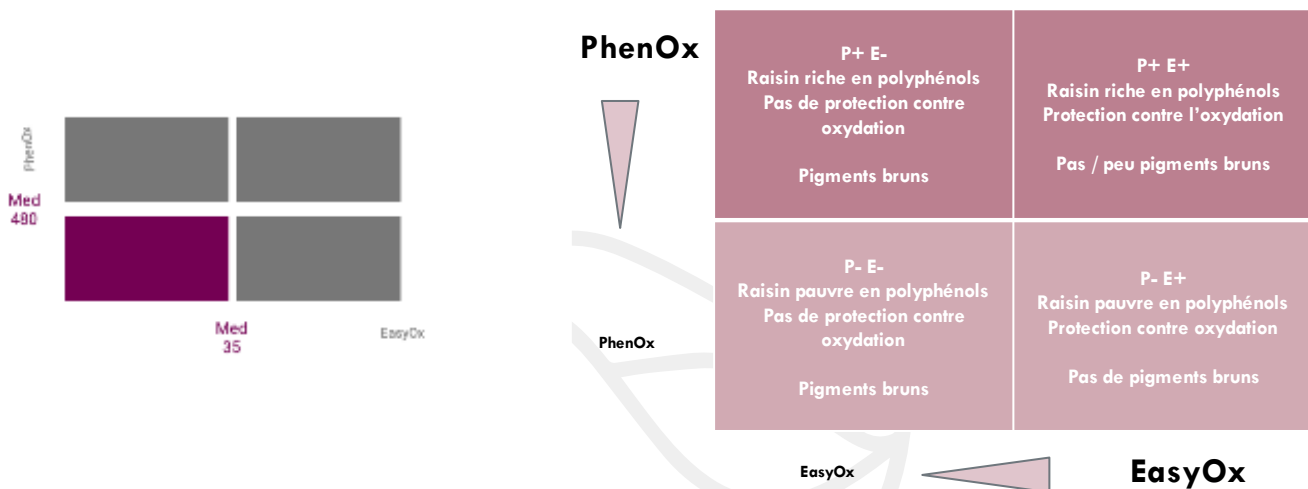 PhenOx
Med
480
Med
35
EasyOx
PhenOx
P+ E-
Raisin riche en polyphénols
Pas de protection contre
oxydation
Pigments bruns
P+ E+
Raisin riche en polyphénols
Protection contre l'oxydation
Pas / peu pigments bruns
P- E-
Raisin pauvre en polyphénols
Pas de protection contre
oxydation
Pigments bruns
P- E+
Raisin pauvre en polyphénols
Protection contre oxydation
Pas de pigments bruns
PhenOx
EasyOx
EasyOx